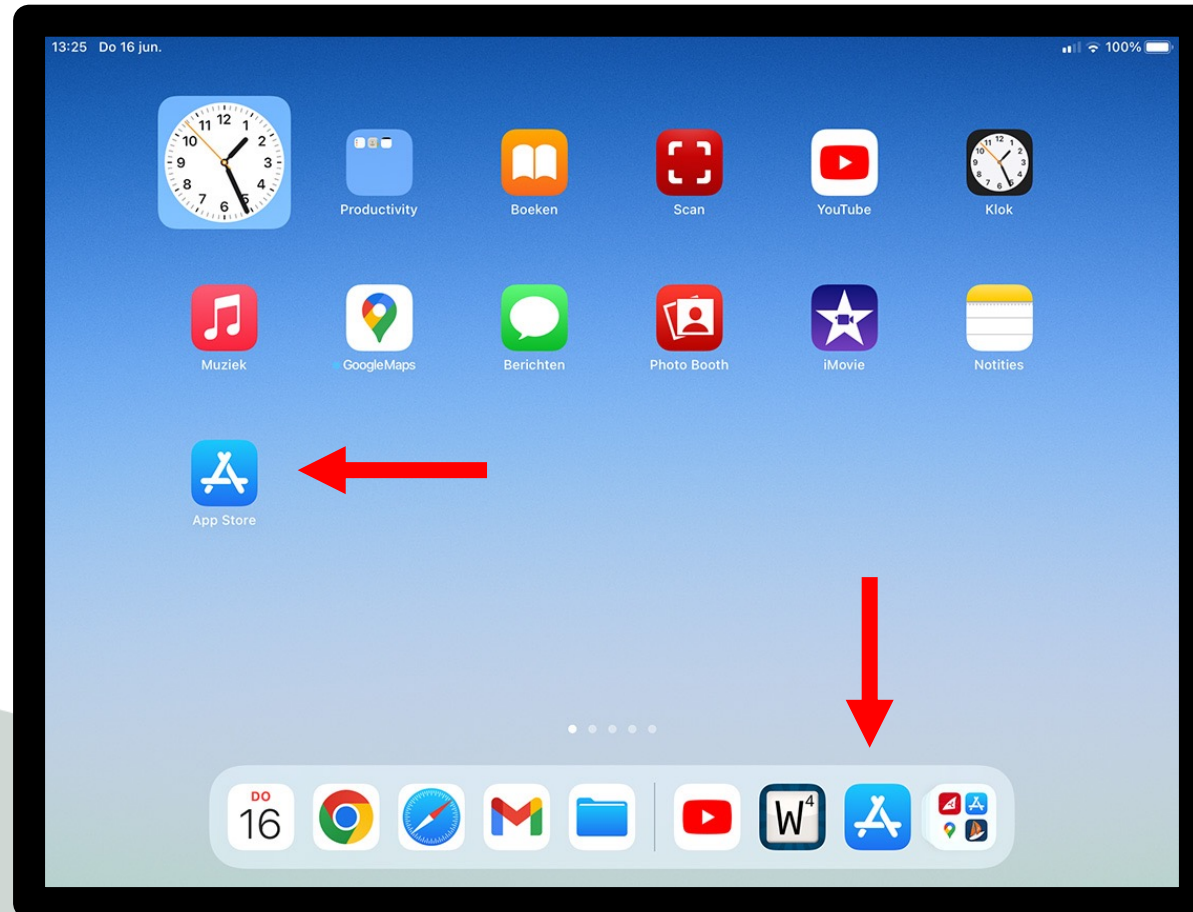 13:25 Do 16 jun.
100%
Productivity
Boeken
Scan
YouTube
Klok
Muziek
GoogleMaps
Berichten
Photo Booth
iMovie
Notities
App Store
DO
16
W4